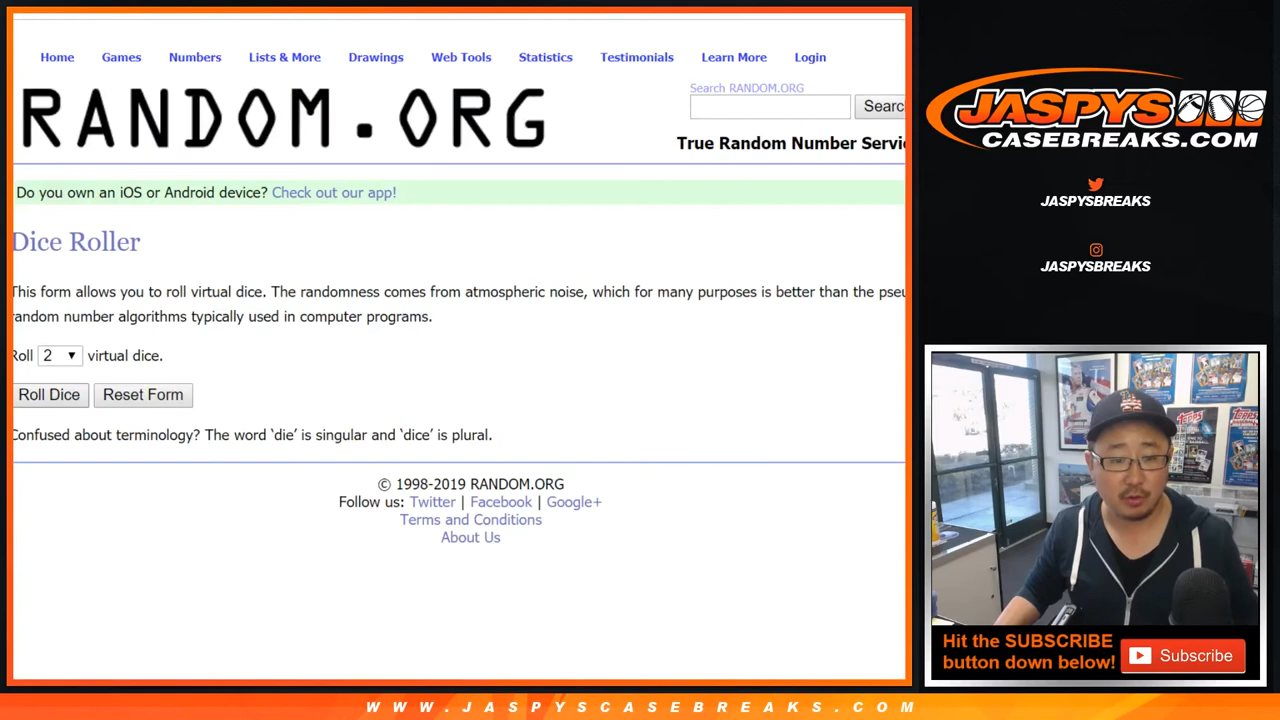 Home Games Numbers Lists & More Drawings Web Tools Statistics Testimonials Learn More Login
Search RANDOM.ORG
RANDOM.ORG
Searc
True Random Number Servi
Do you own an iOS or Android device? Check out our app!
Dice Roller
This form allows you to roll virtual dice. The randomness comes from atmospheric noise, which for many purposes is better than the pseu
random number algorithms typically used in computer programs.
Roll 2 ▼ virtual dice.
Roll Dice Reset Form
Confused about terminology? The word ‘die’ is singular and ‘dice’ is plural.
© 1998-2019 RANDOM.ORG
Follow us: Twitter | Facebook | Google+
Terms and Conditions
About Us
JASPYS
CASEBREAKS.COM
JASPYSBREAKS
JASPYSBREAKS
TOPPS
Hit the SUBSCRIBE
button down below!
Subscribe
WWW.JASPYSCASEBREAKS.COM